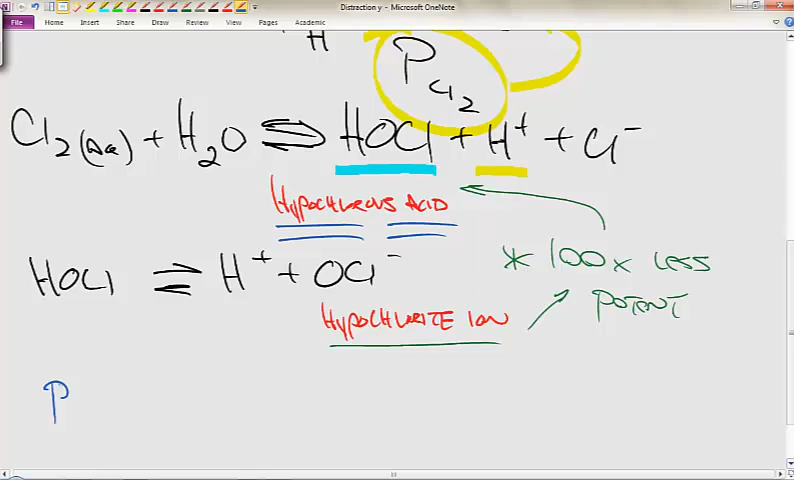 Distraction y - Microsoft OneNote
File Home Insert Share Draw Review View Pages Academic
H
P Cl2
Cl2(aq) + H2O ⇌ HOCl + H+ + Cl-
HYPOCHLOROUS ACID
* 100x LESS
POTENT
HOCl ⇌ H+ + OCl-
HYPOCHLORITE ION
P